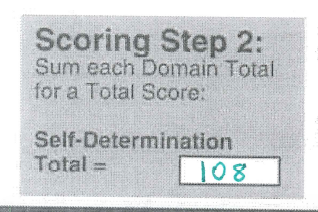 Scoring Step 2:
Sum each Domain Total
for a Total Score:
Self-Determination
Total = 108